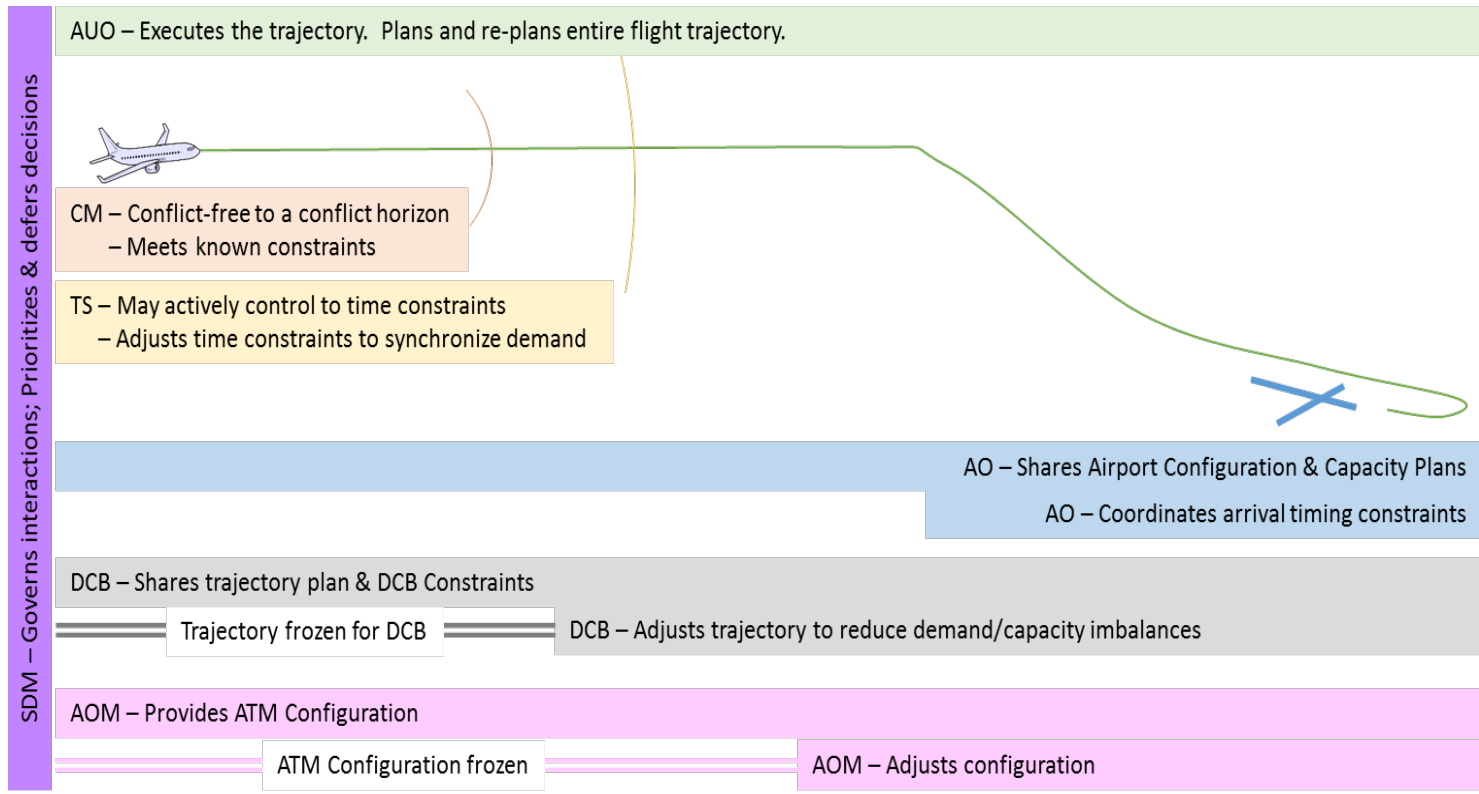 SDM – Governs interactions; Prioritizes & defers decisions
AUO – Executes the trajectory. Plans and re-plans entire flight trajectory.
CM – Conflict-free to a conflict horizon
– Meets known constraints
TS – May actively control to time constraints
– Adjusts time constraints to synchronize demand
AO – Shares Airport Configuration & Capacity Plans
AO – Coordinates arrival timing constraints
DCB – Shares trajectory plan & DCB Constraints
Trajectory frozen for DCB
DCB – Adjusts trajectory to reduce demand/capacity imbalances
AOM – Provides ATM Configuration
ATM Configuration frozen
AOM – Adjusts configuration